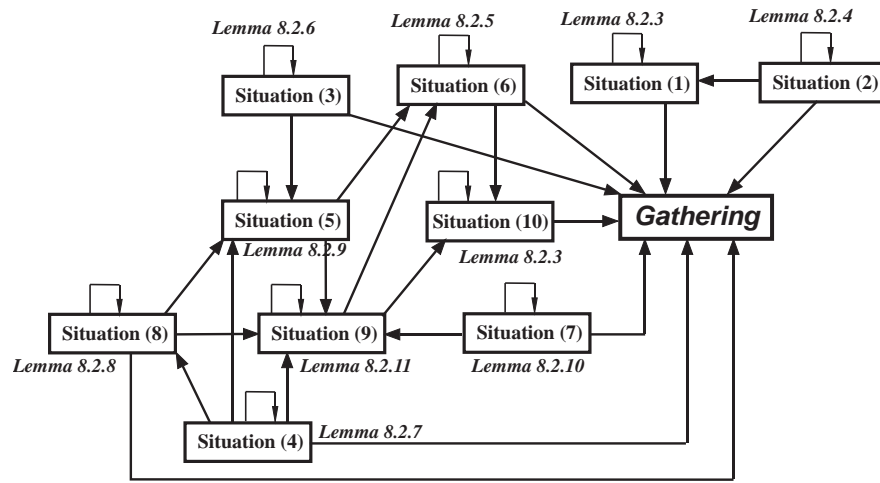 Lemma 8.2.6
Lemma 8.2.5
Lemma 8.2.3
Lemma 8.2.4
Situation (3)
Situation (6)
Situation (1)
Situation (2)
Situation (5)
Situation (10)
Gathering
Lemma 8.2.9
Lemma 8.2.3
Situation (8)
Situation (9)
Situation (7)
Lemma 8.2.8
Lemma 8.2.11
Lemma 8.2.10
Situation (4)
Lemma 8.2.7